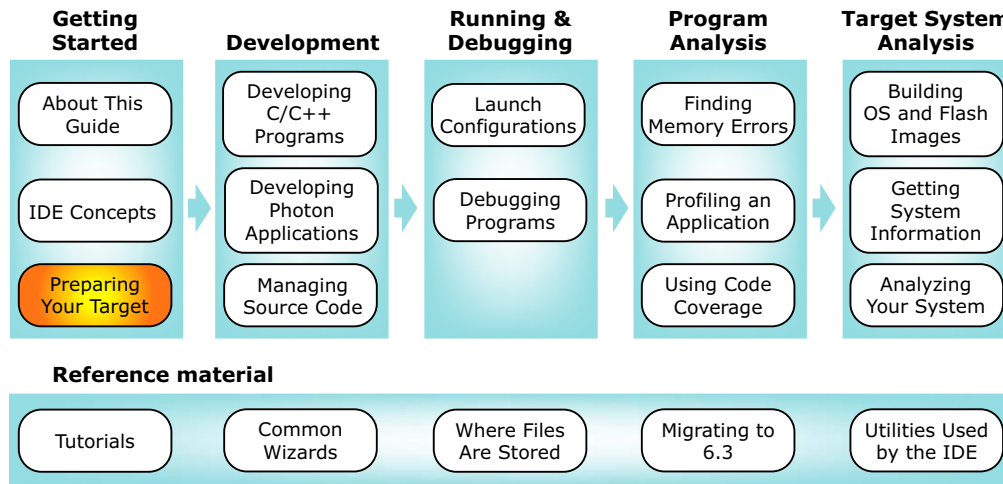 Getting
Started
About This
Guide
IDE Concepts
Preparing
Your Target
Development
Developing
C/C++
Programs
Developing
Photon
Applications
Managing
Source Code
Running &
Debugging
Launch
Configurations
Debugging
Programs
Program
Analysis
Finding
Memory Errors
Profiling an
Application
Using Code
Coverage
Target System
Analysis
Building
OS and Flash
Images
Getting
System
Information
Analyzing
Your System
Reference material
Tutorials
Common
Wizards
Where Files
Are Stored
Migrating to
6.3
Utilities Used
by the IDE